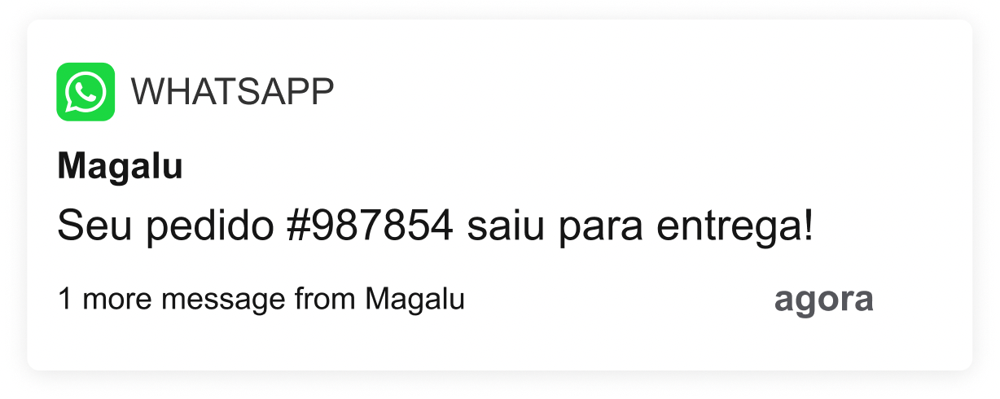 WHATSAPP
Magalu
Seu pedido #987854 saiu para entrega!
1 more message from Magalu agora